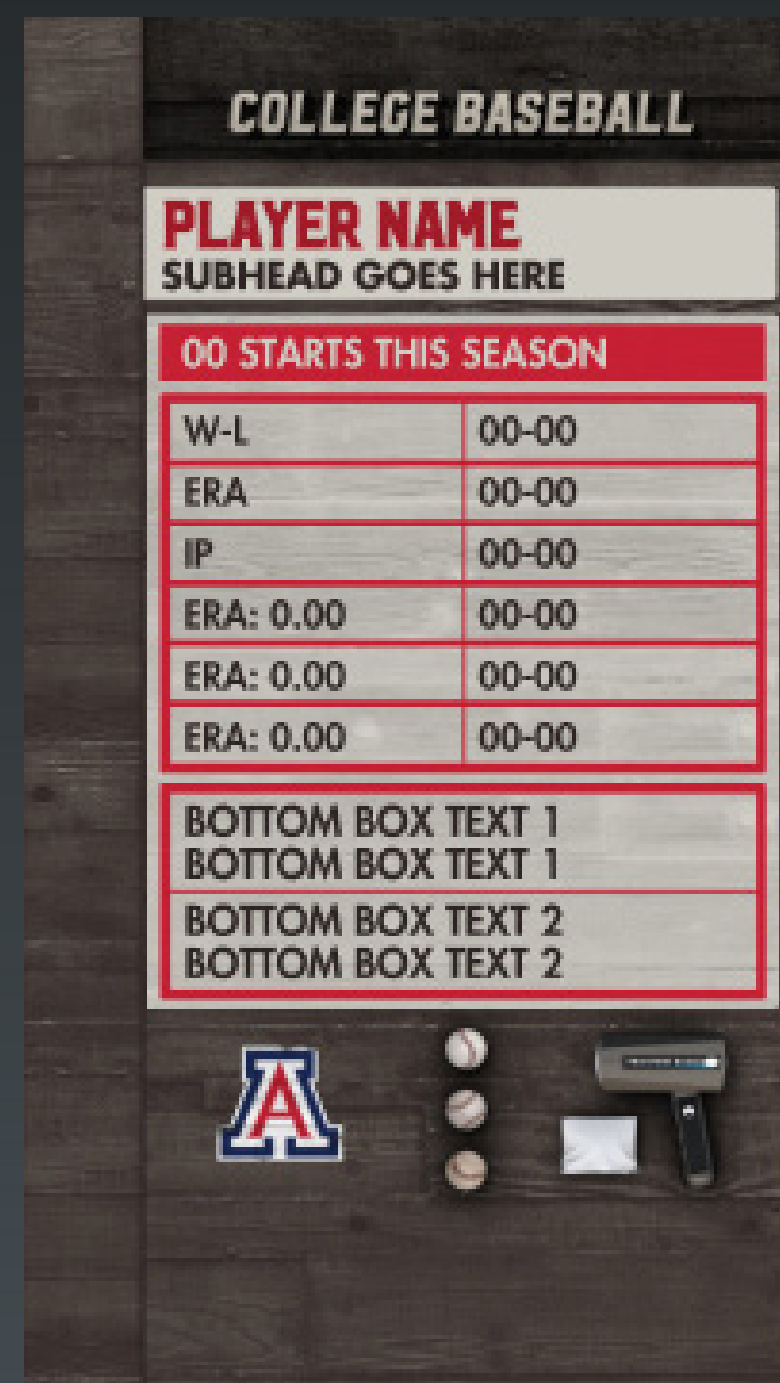 COLLEGE BASEBALL
PLAYER NAME
SUBHEAD GOES HERE
00 STARTS THIS SEASON
W-L 00-00
ERA 00-00
IP 00-00
ERA: 0.00 00-00
ERA: 0.00 00-00
ERA: 0.00 00-00
BOTTOM BOX TEXT 1
BOTTOM BOX TEXT 1
BOTTOM BOX TEXT 2
BOTTOM BOX TEXT 2
A